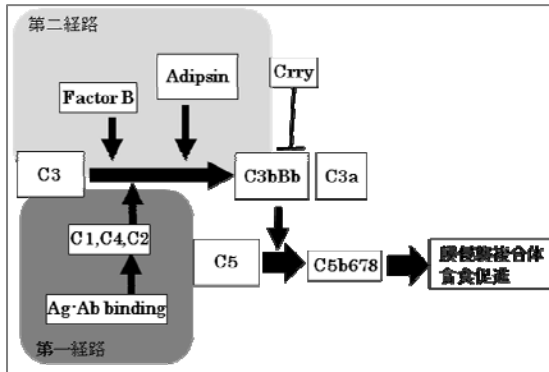 第二経路
Crry
Adipsin
Factor B
C3
C3bBb
C3a
C1,C4,C2
C5
C5b678
膜侵襲複合体
貪食促進
Ag-Ab binding
第一経路